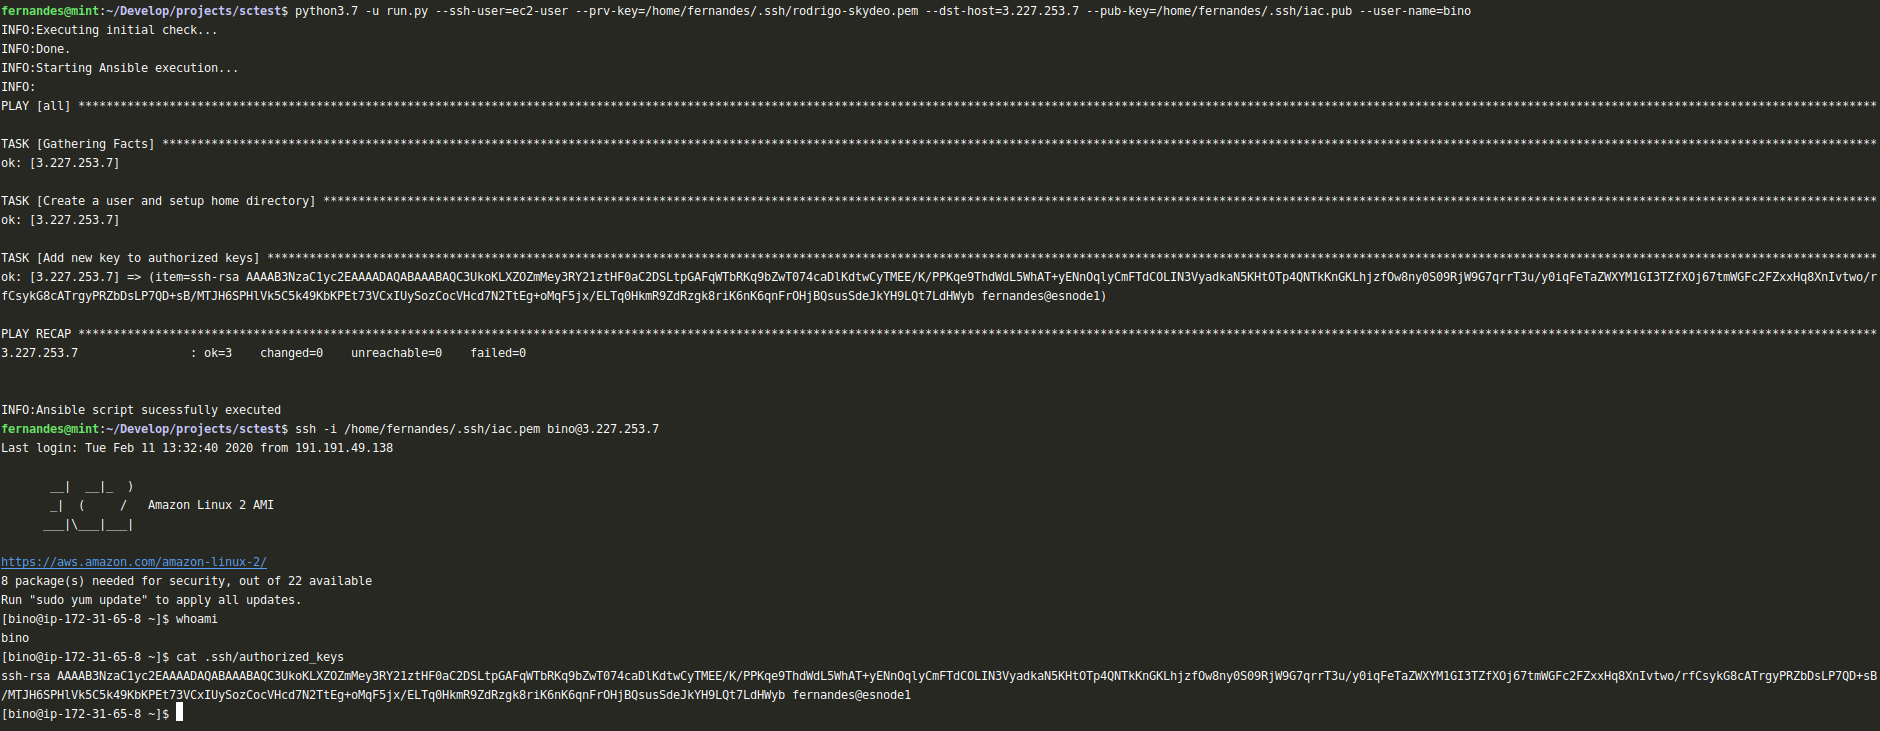 fernandes@mint:~/Develop/projects/sctest$ python3.7 -u run.py --ssh-user=ec2-user --prv-key=/home/fernandes/.ssh/rodrigo-skydeo.pem --dst-host=3.227.253.7 --pub-key=/home/fernandes/.ssh/iac.pub --user-name=bino
INFO:Executing initial check...
INFO:Done.
INFO:Starting Ansible execution...
INFO:
PLAY [all] ****************************************************************************************************************************************************************************************************************************************************************
TASK [Gathering Facts] ****************************************************************************************************************************************************************************************************************************************************
ok: [3.227.253.7]
TASK [Create a user and setup home directory] *****************************************************************************************************************************************************************************************************************************
ok: [3.227.253.7]
TASK [Add new key to authorized keys] *************************************************************************************************************************************************************************************************************************************
ok: [3.227.253.7] => (item=ssh-rsa AAAAB3NzaC1yc2EAAAADAQABAAABAQC3UkoKLXZOZmMey3RY21ztHF0aC2DSLtpGAFqWTbRKq9bZwT074caDlKdtwCyTMEE/K/PPKqe9ThdWdL5WhAT+yENnOqlyCmFTdCOLIN3VyadkaN5KHtOTp4QNTkKnGKLhjzfOw8ny0S09RjW9G7qrrT3u/y0iqFeTaZWXYM1GI3TZfXOj67tmWGFc2FZxxHq8XnIvtwo/r
fCsykG8cATrgyPRZbDsLP7QD+sB/MTJH6SPHlVk5C5k49KbKPEt73VCxIUySozCocVHcd7N2TtEg+oMqF5jx/ELTq0HkmR9ZdRzgk8riK6nK6qnFrOHjBQsusSdeJkYH9LQt7LdHWyb fernandes@esnode1)
PLAY RECAP ****************************************************************************************************************************************************************************************************************************************************************
3.227.253.7                : ok=3    changed=0    unreachable=0    failed=0
INFO:Ansible script sucessfully executed
fernandes@mint:~/Develop/projects/sctest$ ssh -i /home/fernandes/.ssh/iac.pem bino@3.227.253.7
Last login: Tue Feb 11 13:32:40 2020 from 191.191.49.138
       __|  __|_  )
       _|  (     /   Amazon Linux 2 AMI
      ___|\___|___|
https://aws.amazon.com/amazon-linux-2/
8 package(s) needed for security, out of 22 available
Run "sudo yum update" to apply all updates.
[bino@ip-172-31-65-8 ~]$ whoami
bino
[bino@ip-172-31-65-8 ~]$ cat .ssh/authorized_keys
ssh-rsa AAAAB3NzaC1yc2EAAAADAQABAAABAQC3UkoKLXZOZmMey3RY21ztHF0aC2DSLtpGAFqWTbRKq9bZwT074caDlKdtwCyTMEE/K/PPKqe9ThdWdL5WhAT+yENnOqlyCmFTdCOLIN3VyadkaN5KHtOTp4QNTkKnGKLhjzfOw8ny0S09RjW9G7qrrT3u/y0iqFeTaZWXYM1GI3TZfXOj67tmWGFc2FZxxHq8XnIvtwo/rfCsykG8cATrgyPRZbDsLP7QD+sB
/MTJH6SPHlVk5C5k49KbKPEt73VCxIUySozCocVHcd7N2TtEg+oMqF5jx/ELTq0HkmR9ZdRzgk8riK6nK6qnFrOHjBQsusSdeJkYH9LQt7LdHWyb fernandes@esnode1
[bino@ip-172-31-65-8 ~]$